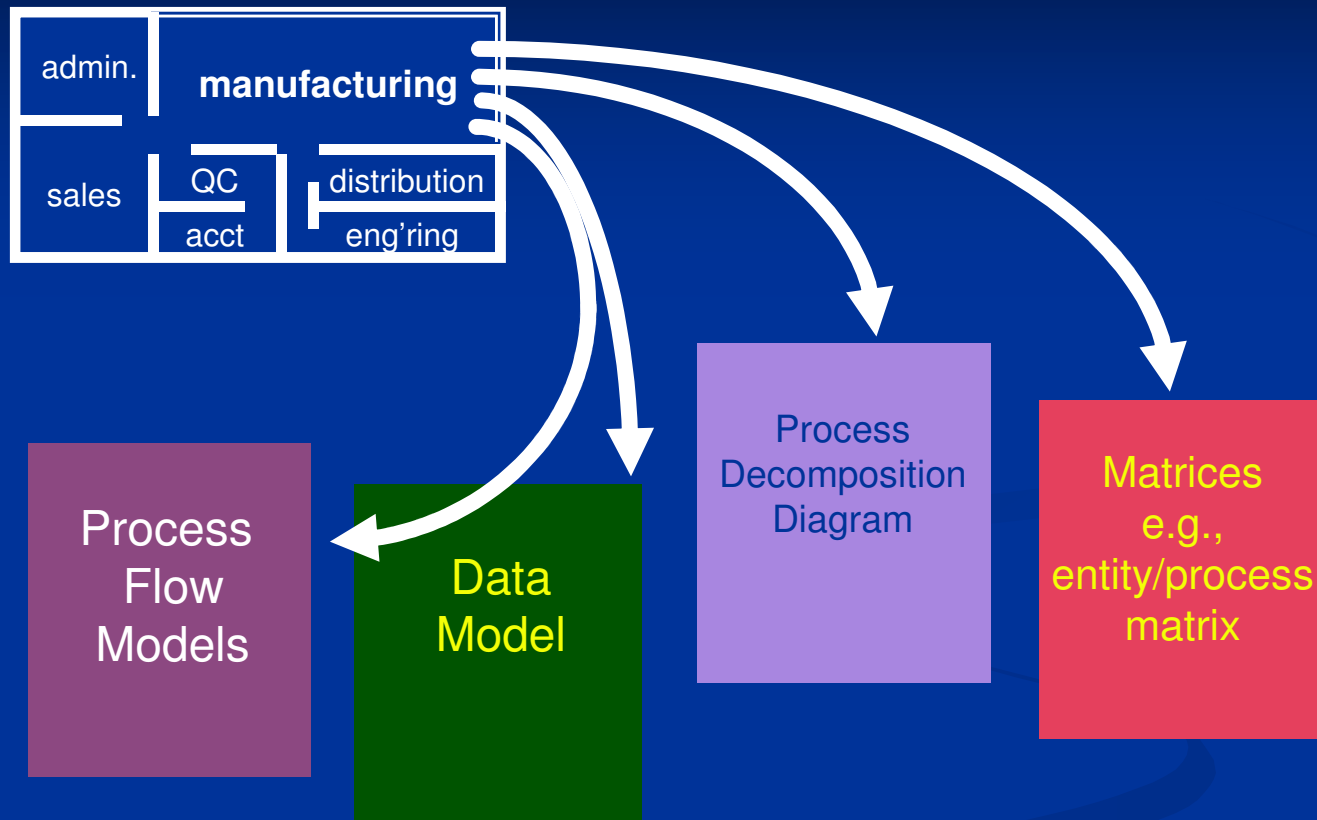 admin.
manufacturing
sales
QC
distribution
acct
eng’ring
Process
Flow
Models
Data
Model
Process
Decomposition
Diagram
Matrices
e.g.,
entity/process
matrix